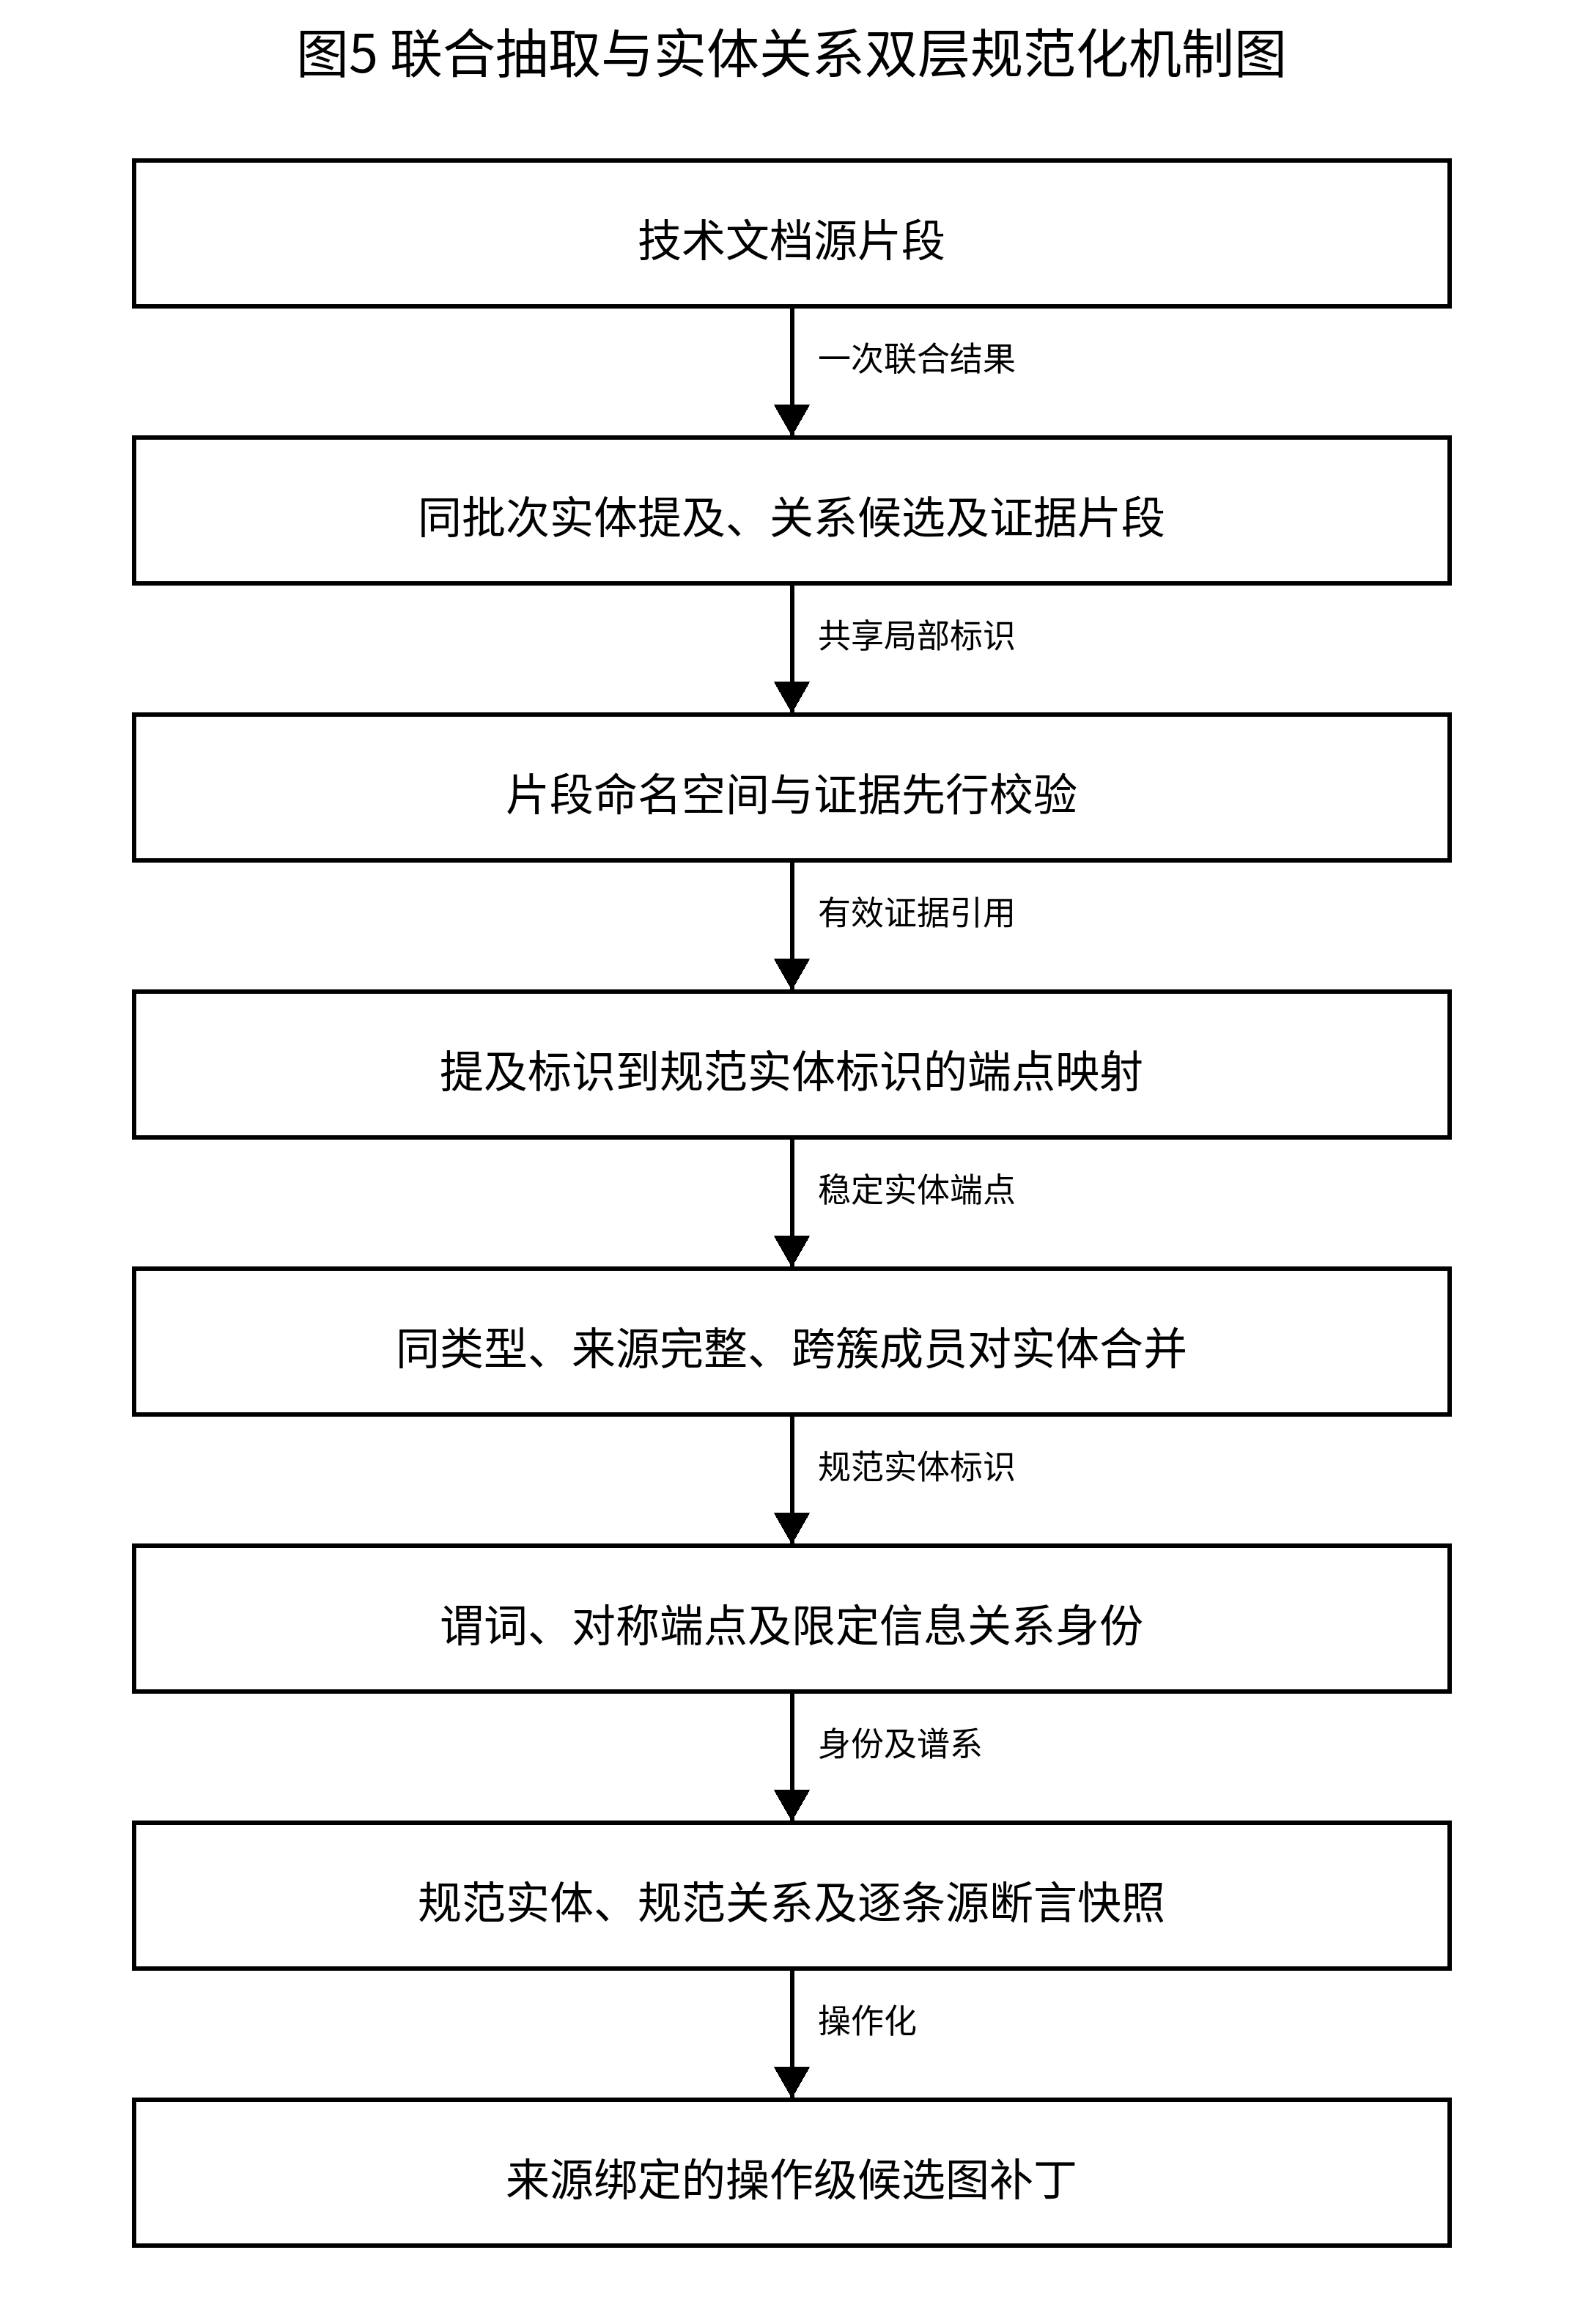 图5 联合抽取与实体关系双层规范化机制图
技术文档源片段
一次联合结果
同批次实体提及、关系候选及证据片段
共享局部标识
片段命名空间与证据先行校验
有效证据引用
提及标识到规范实体标识的端点映射
稳定实体端点
同类型、来源完整、跨簇成员对实体合并
规范实体标识
谓词、对称端点及限定信息关系身份
身份及谱系
规范实体、规范关系及逐条源断言快照
操作化
来源绑定的操作级候选图补丁